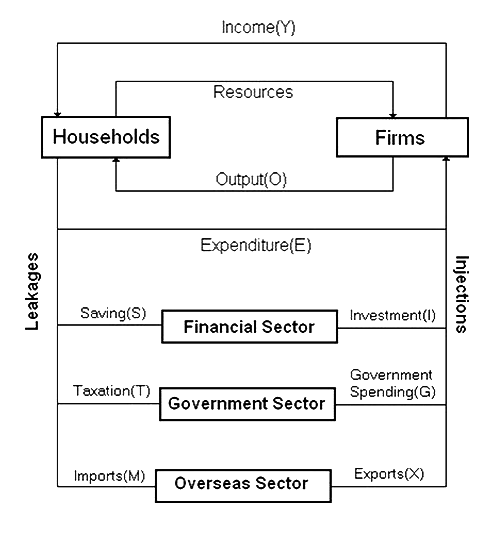 Income(Y)
Resources
Households
Firms
Output(O)
Expenditure(E)
Leakages
Injections
Saving(S)
Financial Sector
Investment(I)
Taxation(T)
Government Sector
Government
Spending(G)
Imports(M)
Overseas Sector
Exports(X)